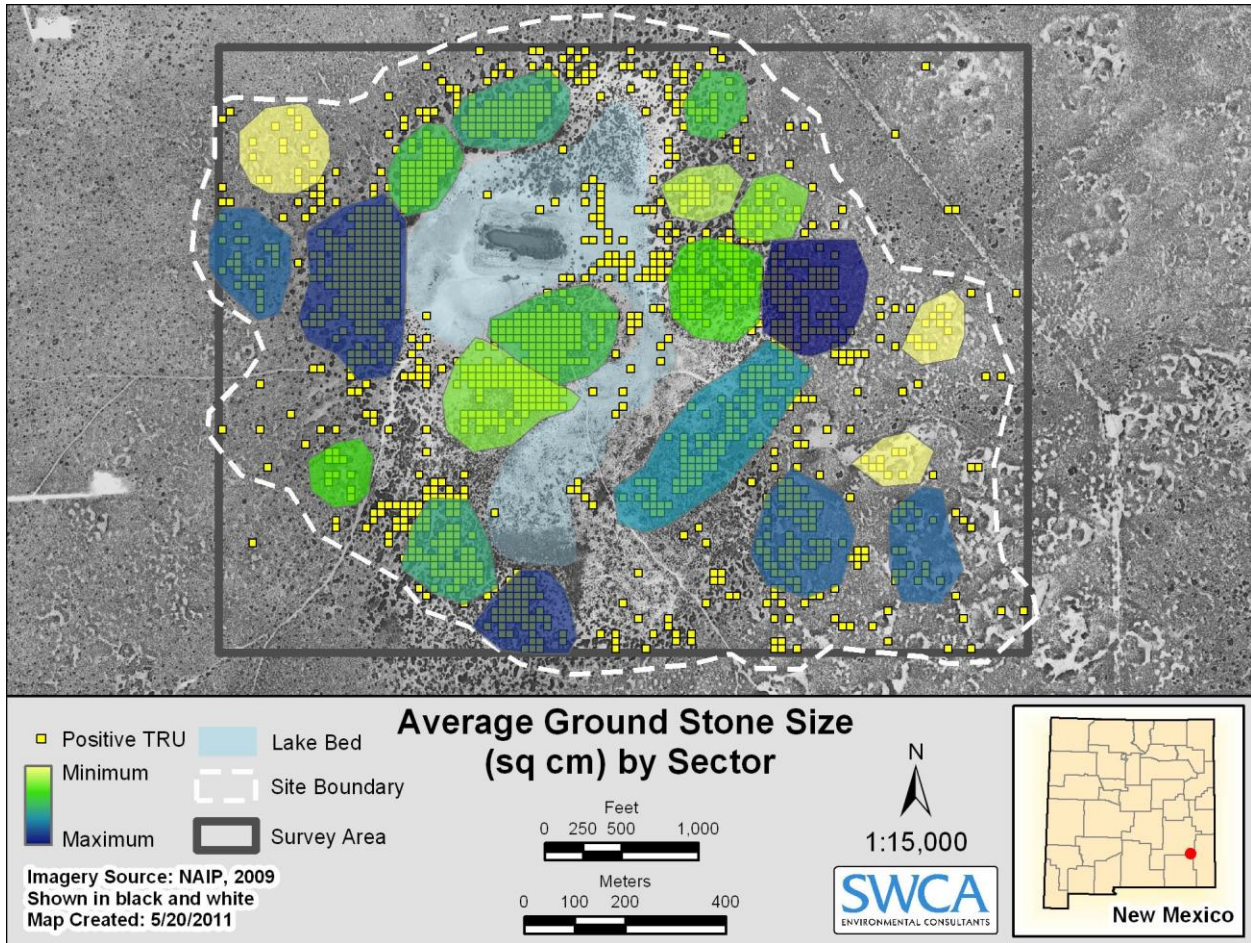 Average Ground Stone Size
(sq cm) by Sector
Positive TRU
Minimum
Maximum
Lake Bed
Site Boundary
Survey Area
Imagery Source: NAIP, 2009
Shown in black and white
Map Created: 5/20/2011
Feet
0 250 500 1,000
Meters
0 100 200 400
N
1:15,000
SWCA
ENVIRONMENTAL CONSULTANTS
New Mexico